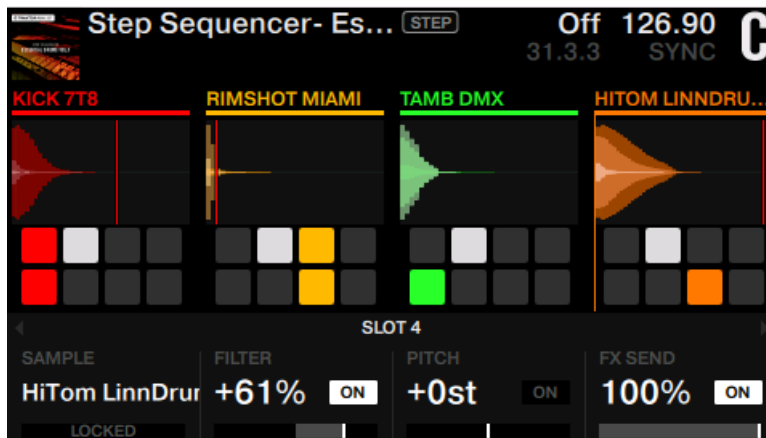 Step Sequencer- Es... STEP Off 126.90 C
31.3.3 SYNC
KICK 7T8 RIMSHOT MIAMI TAMB DMX HITOM LINNDRU...
SLOT 4
SAMPLE FILTER PITCH FX SEND
HiTom LinnDrur +61% ON +0st ON 100% ON
LOCKED